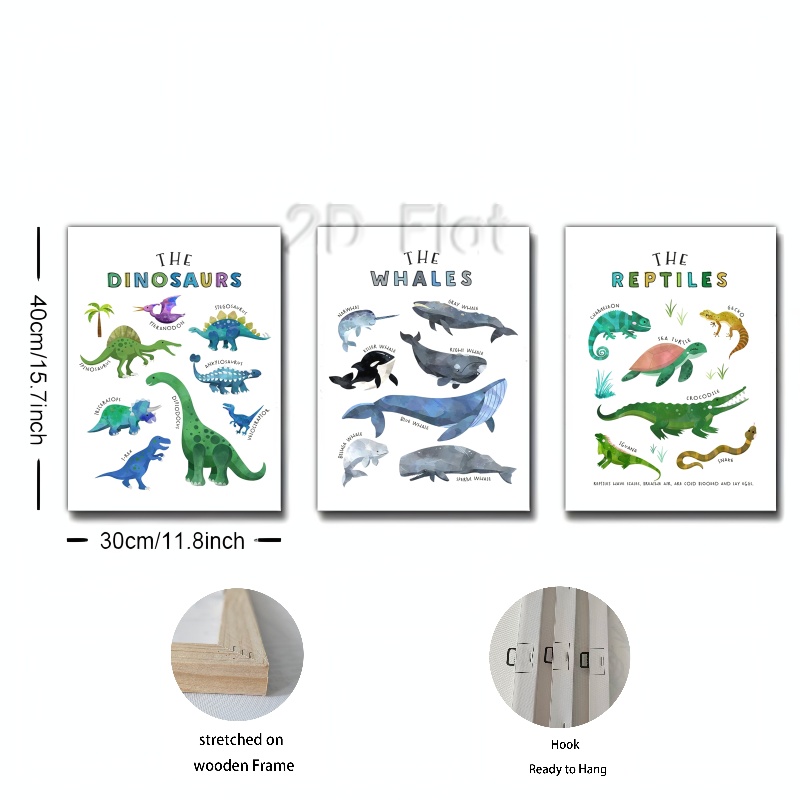 2D Flat
THE
DINOSAURS
PTERANODON
STEGOSAURUS
SPINOSAURUS
ANKYLOSAURUS
TRICERATOPS
DIPLODOCUS
VELOCIRAPTOR
T-REX
THE
WHALES
NARWHAL
GRAY WHALE
KILLER WHALE
RIGHT WHALE
BLUE WHALE
BELUGA WHALE
SPERM WHALE
THE
REPTILES
CHAMELEON
GECKO
SEA TURTLE
CROCODILE
IGUANA
SNAKE
REPTILES HAVE SCALES, BREATHE AIR, ARE COLD BLOODED AND LAY EGGS.
40cm/15.7inch
30cm/11.8inch
stretched on
wooden Frame
Hook
Ready to Hang